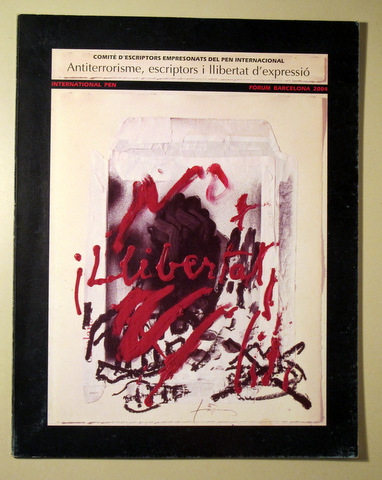 COMITÈ D'ESCRIPTORS EMPRESONATS DEL PEN INTERNACIONAL
Antiterrorisme, escriptors i llibertat d'expressió
INTERNATIONAL PEN
FÒRUM BARCELONA 2004
¡Llibertat!